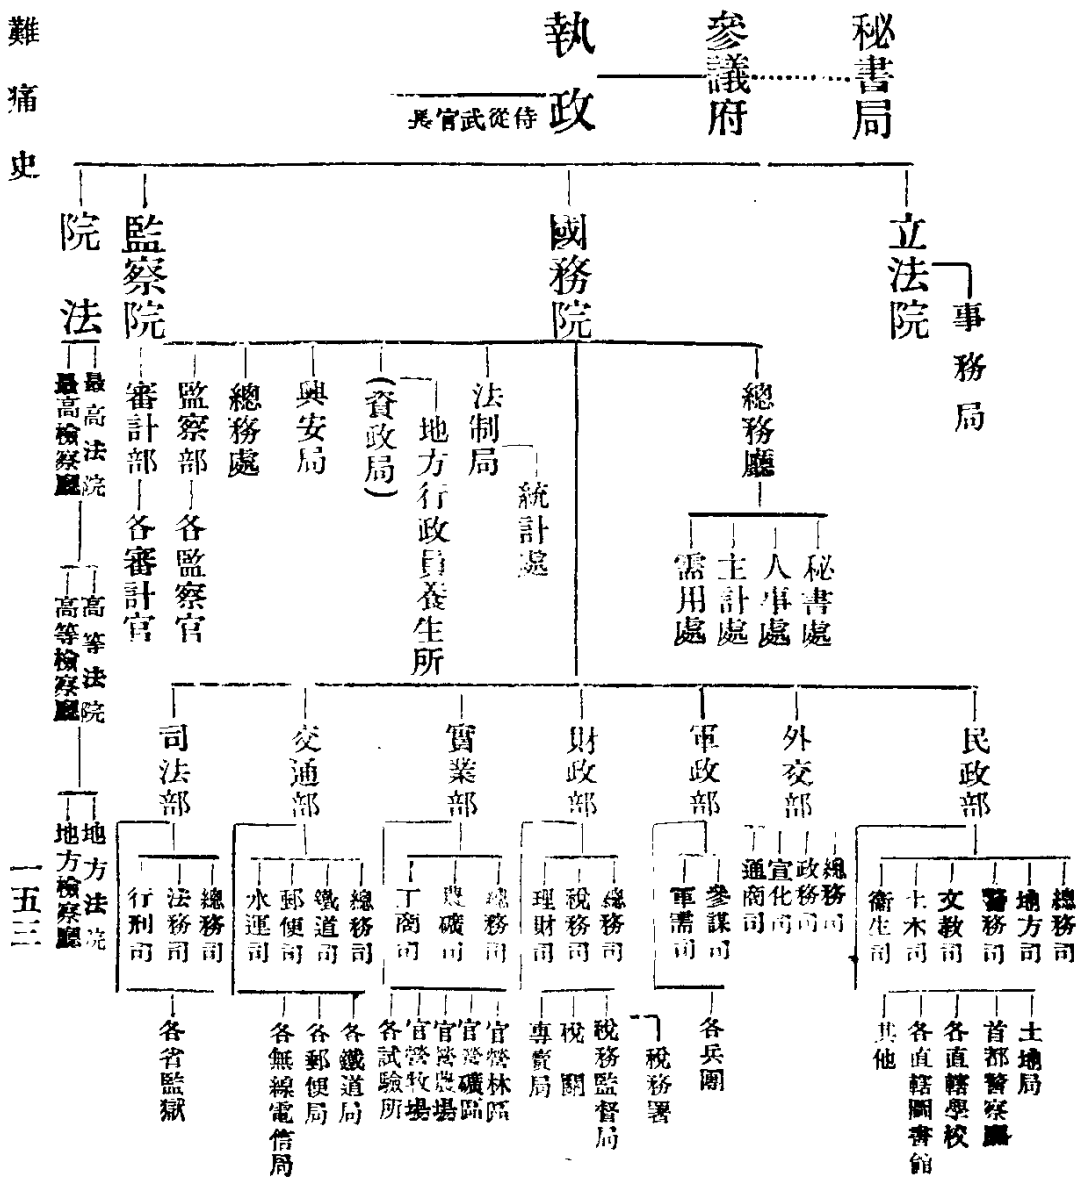 難痛史
執政
參議府
秘書局
侍從武官長
立法院
事務局
國務院
監察院
法院
總務廳
秘書處
人事處
主計處
需用處
法制局
統計處
(資政局)
地方行政員養生所
興安局
總務處
監察部
各監察官
審計部
各審計官
最高法院
最高檢察廳
高等法院
高等檢察廳
地方法院
地方檢察廳
民政部
總務司
地方司
警務司
文教司
土木司
衞生司
土地局
首都警察廳
各直轄學校
各直轄圖書館
其他
外交部
總務司
政務司
宣化司
通商司
軍政部
參謀司
軍需司
各兵團
財政部
總務司
稅務司
理財司
稅務監督局
稅務署
稅關
專賣局
實業部
總務司
農礦司
工商司
官營林區
官營礦區
官營農場
官營牧場
各試驗所
交通部
總務司
鐵道司
郵便司
水運司
各鐵道局
各郵便局
各無線電信局
司法部
總務司
法務司
行刑司
各省監獄
一五三